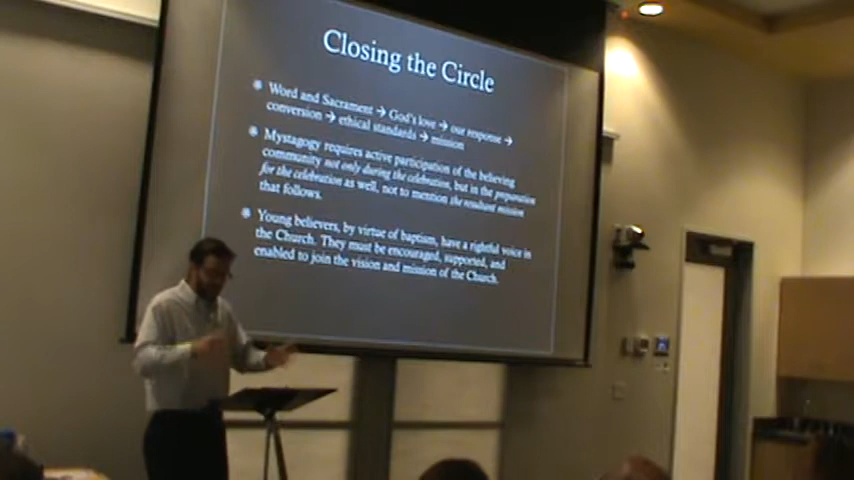 Closing the Circle
Word and Sacrament → God's love → our response →
conversion → ethical standards → mission
Mystagogy requires active participation of the believing
community not only during the celebration, but in the preparation
for the celebration as well, not to mention the resultant mission
that follows.
Young believers, by virtue of baptism, have a rightful voice in
the Church. They must be encouraged, supported, and
enabled to join the vision and mission of the Church.